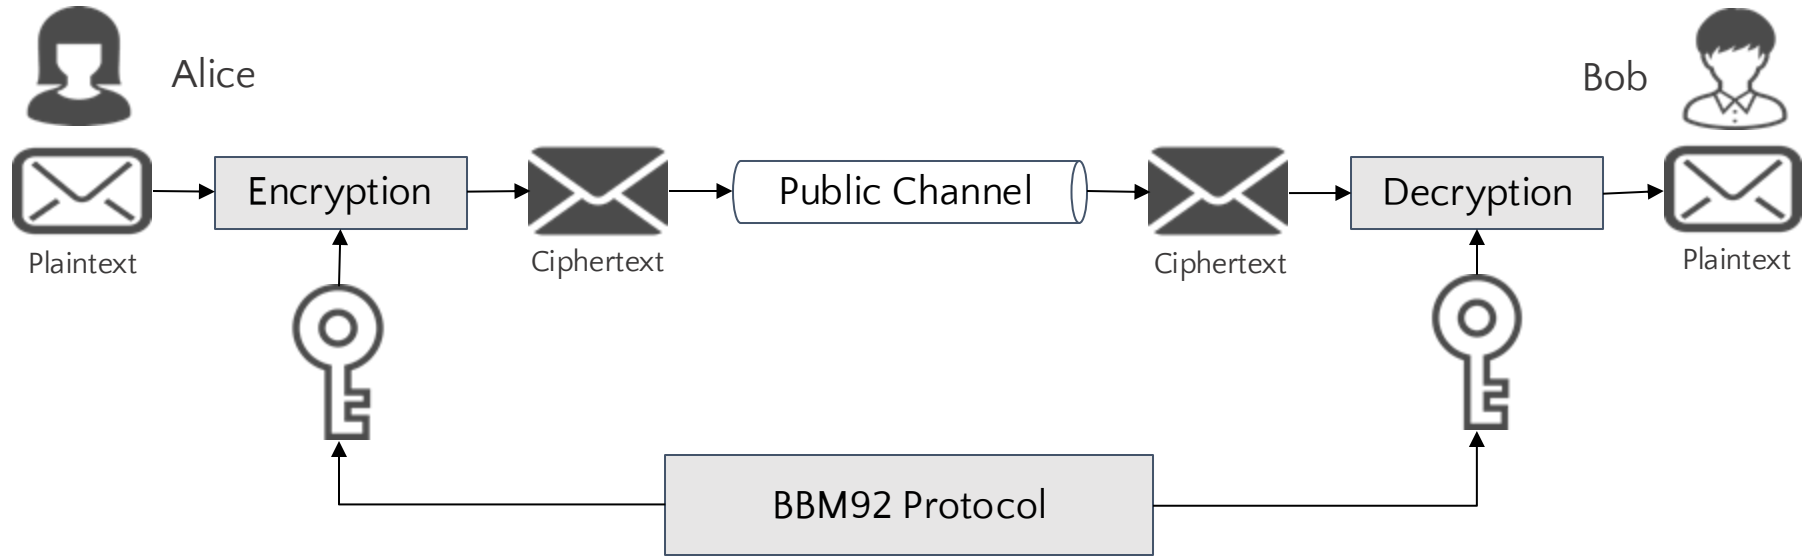 Alice
Bob
Encryption
Public Channel
Decryption
Plaintext
Ciphertext
Ciphertext
Plaintext
BBM92 Protocol